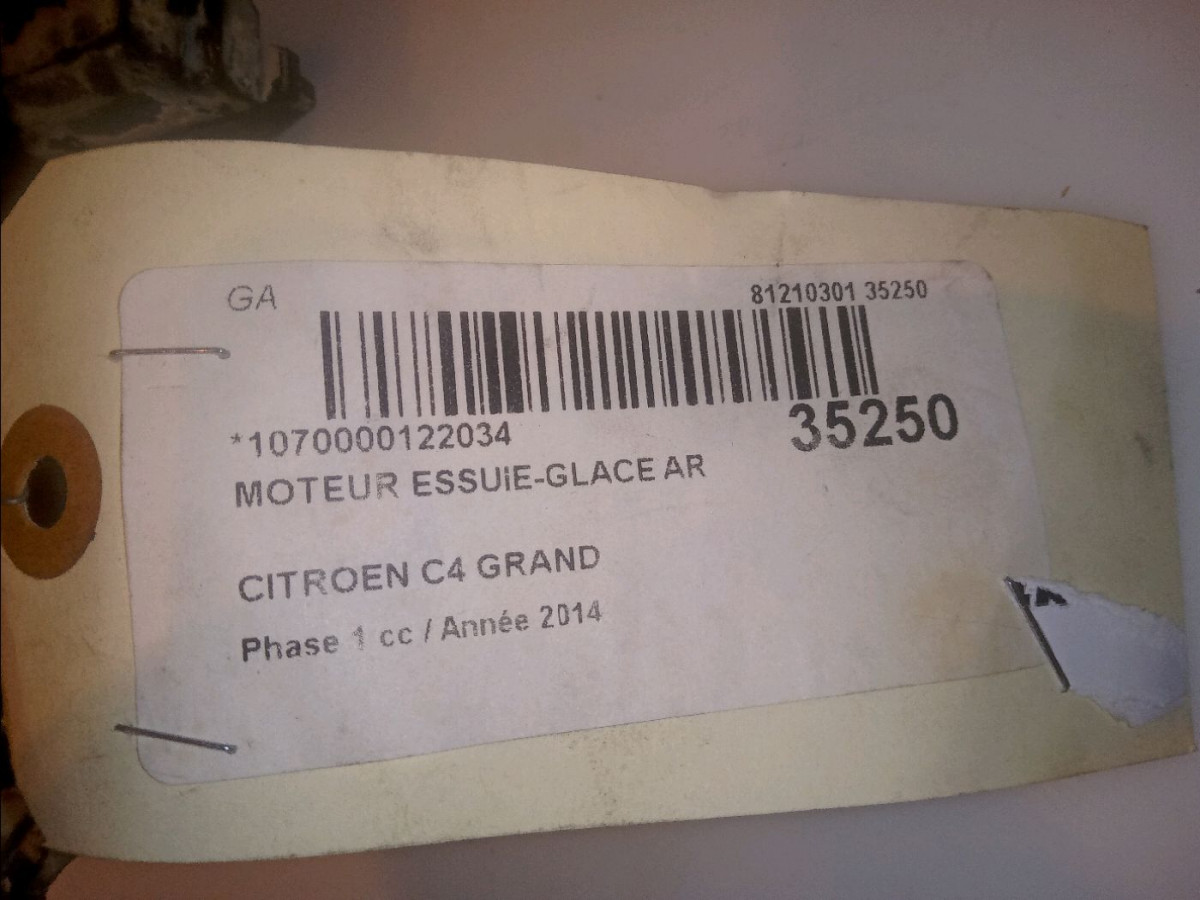 GA
81210301 35250
*1070000122034
35250
MOTEUR ESSUiE-GLACE AR
CITROEN C4 GRAND
Phase 1 cc / Année 2014